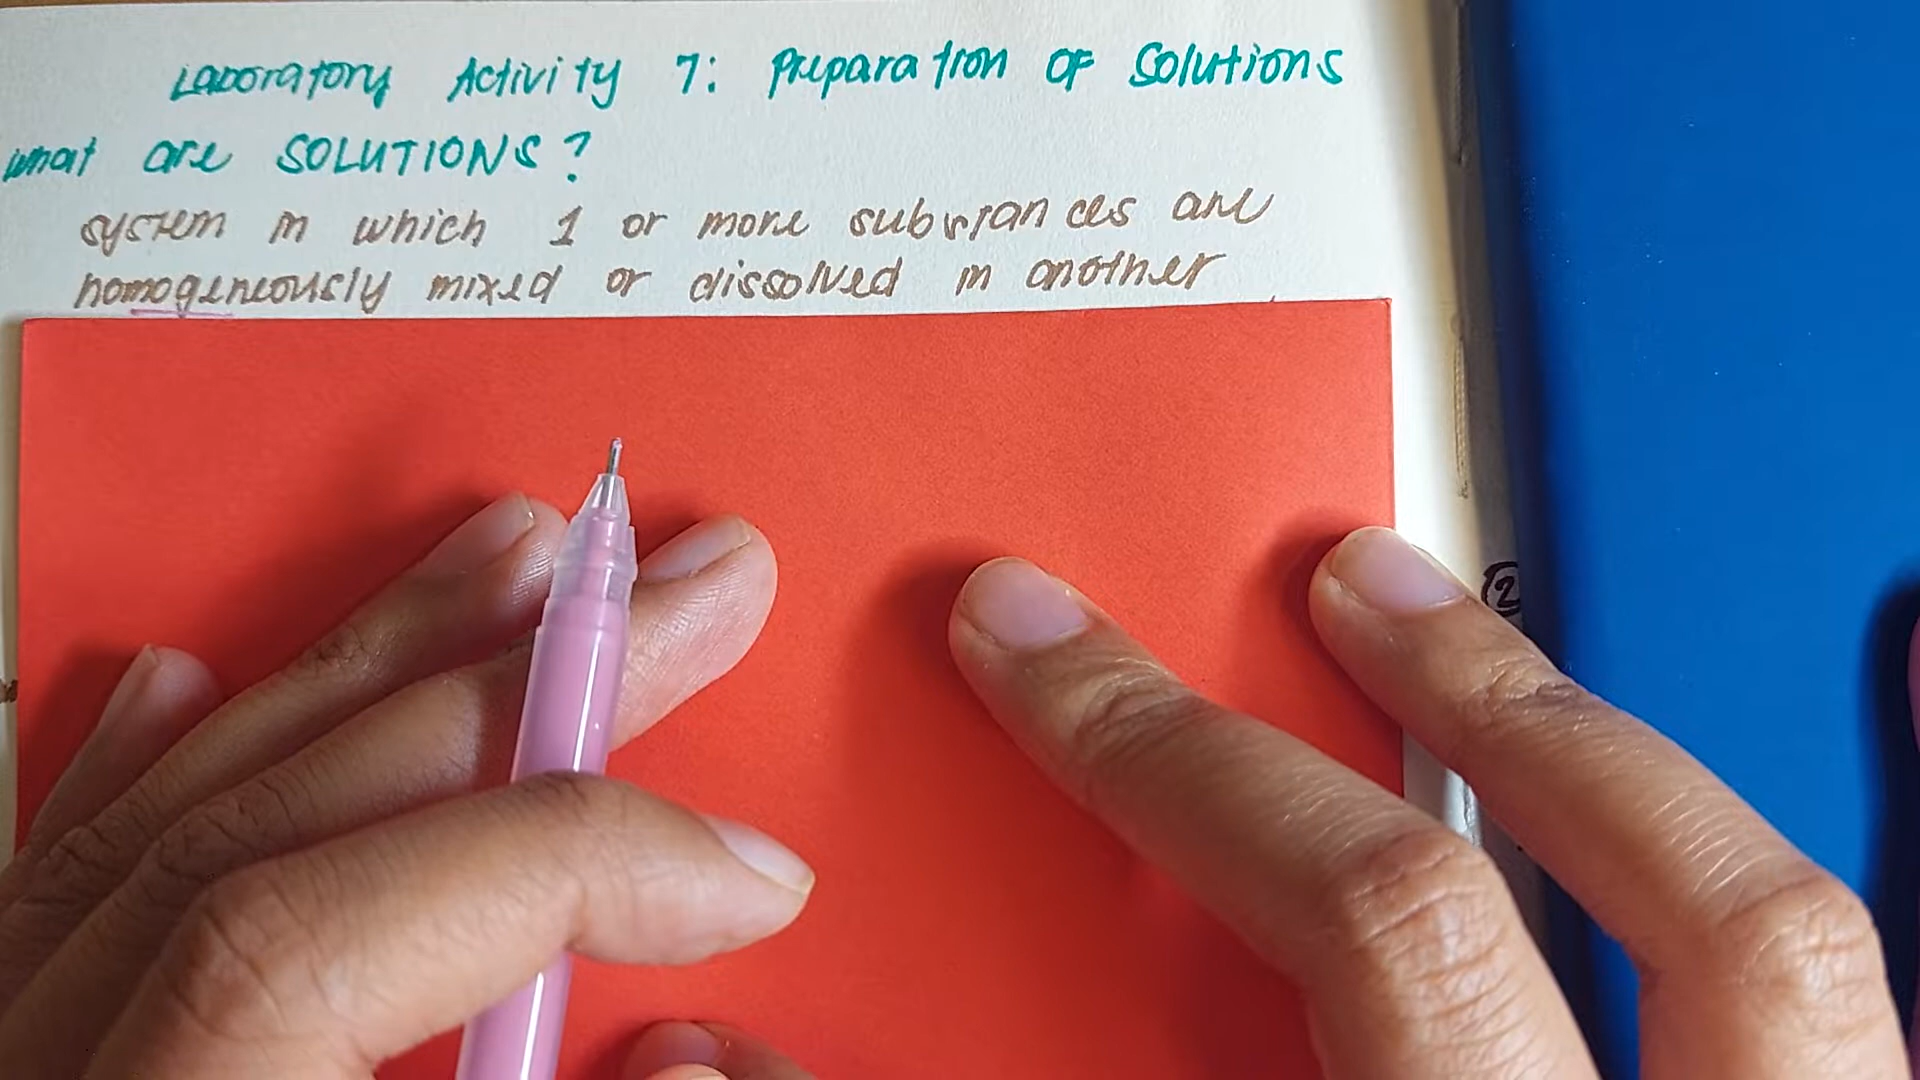 Laboratory Activity 7: Preparation OF Solutions
what are SOLUTIONS?
system in which 1 or more substances are
homogeneously mixed or dissolved in another
2